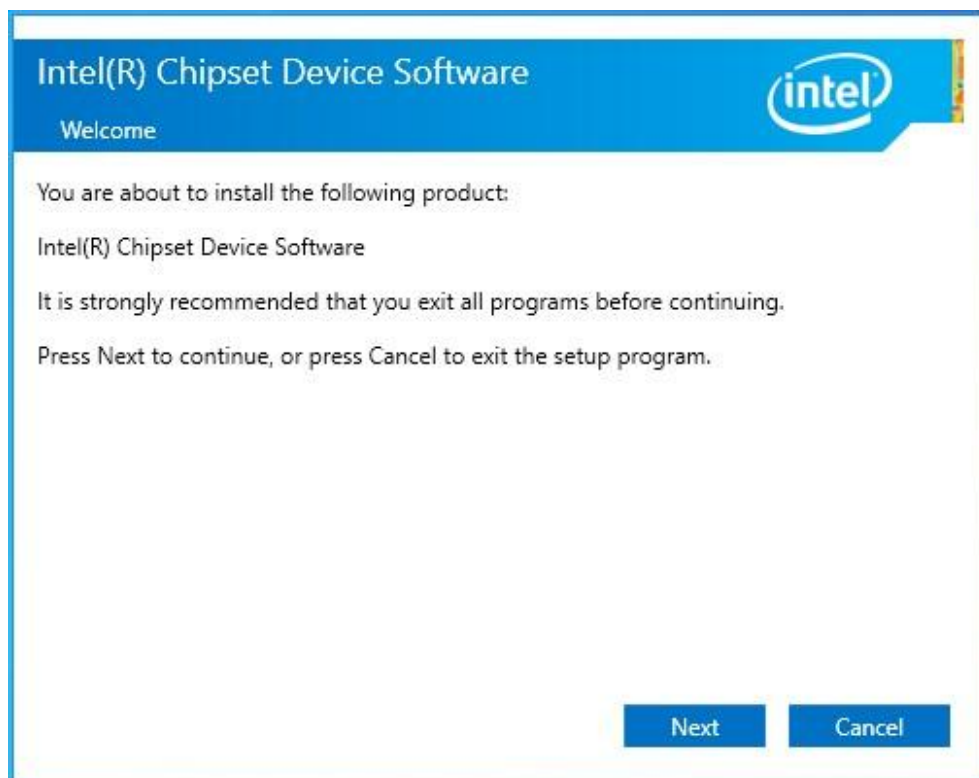 Intel(R) Chipset Device Software
intel
Welcome
You are about to install the following product:
Intel(R) Chipset Device Software
It is strongly recommended that you exit all programs before continuing.
Press Next to continue, or press Cancel to exit the setup program.
Next
Cancel